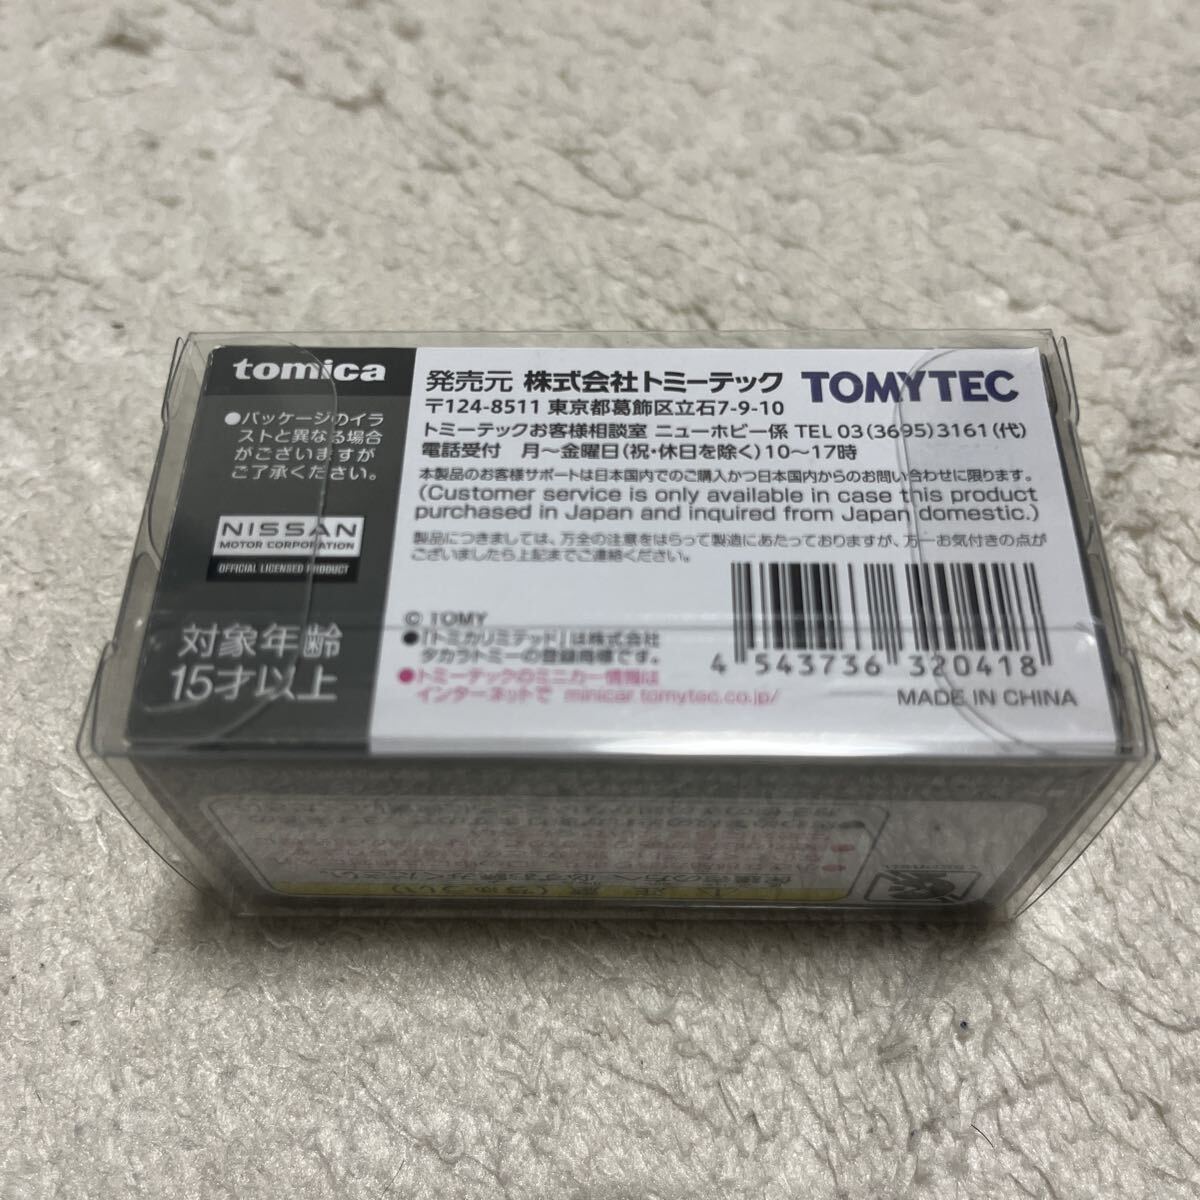 tomica
●パッケージのイラ
ストと異なる場合
がございますが
ご了承ください。
NISSAN
MOTOR CORPORATION
OFFICIAL LICENSED PRODUCT
対象年齢
15才以上
発売元 株式会社トミーテック TOMYTEC
〒124-8511 東京都葛飾区立石7-9-10
トミーテックお客様相談室 ニューホビー係 TEL 03(3695)3161(代)
電話受付 月〜金曜日(祝・休日を除く)10〜17時
本製品のお客様サポートは日本国内でのご購入かつ日本国内からのお問い合わせに限ります。
(Customer service is only available in case this product
purchased in Japan and inquired from Japan domestic.)
製品につきましては、万全の注意をはらって製造にあたっておりますが、万一お気付きの点が
ございましたら上記までご連絡ください。
© TOMY
●「トミカリミテッド」は株式会社
タカラトミーの登録商標です。
●トミーテックのミニカー情報は
インターネットで minicar.tomytec.co.jp/
4 543736 320418
MADE IN CHINA